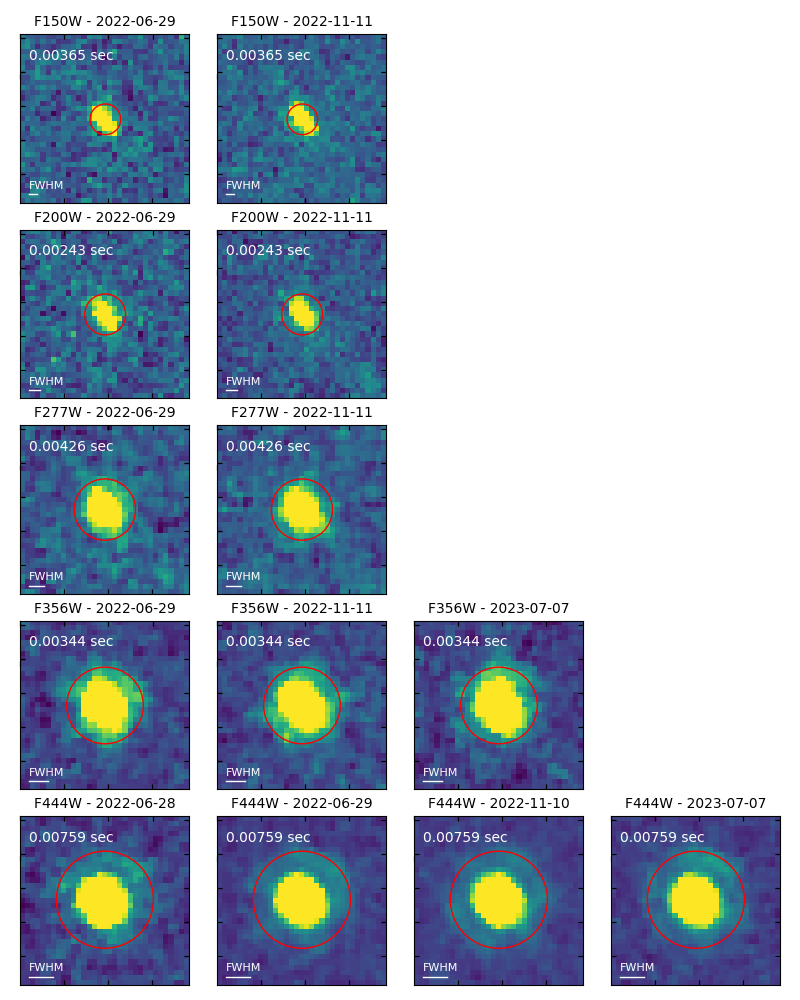 F150W - 2022-06-29
F150W - 2022-11-11
0.00365 sec
0.00365 sec
FWHM
FWHM
F200W - 2022-06-29
F200W - 2022-11-11
0.00243 sec
0.00243 sec
FWHM
FWHM
F277W - 2022-06-29
F277W - 2022-11-11
0.00426 sec
0.00426 sec
FWHM
FWHM
F356W - 2022-06-29
F356W - 2022-11-11
F356W - 2023-07-07
0.00344 sec
0.00344 sec
0.00344 sec
FWHM
FWHM
FWHM
F444W - 2022-06-28
F444W - 2022-06-29
F444W - 2022-11-10
F444W - 2023-07-07
0.00759 sec
0.00759 sec
0.00759 sec
0.00759 sec
FWHM
FWHM
FWHM
FWHM